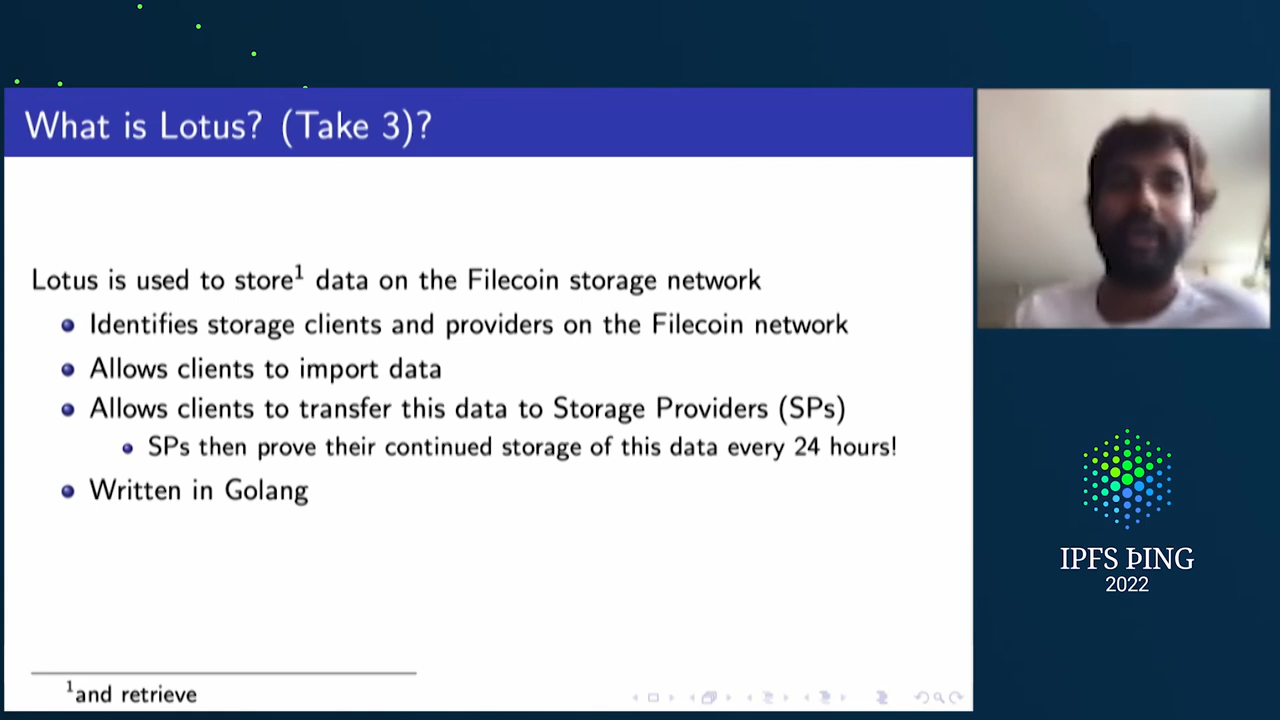 What is Lotus? (Take 3)?
Lotus is used to store¹ data on the Filecoin storage network
Identifies storage clients and providers on the Filecoin network
Allows clients to import data
Allows clients to transfer this data to Storage Providers (SPs)
SPs then prove their continued storage of this data every 24 hours!
Written in Golang
¹and retrieve
IPFS ÞING
2022